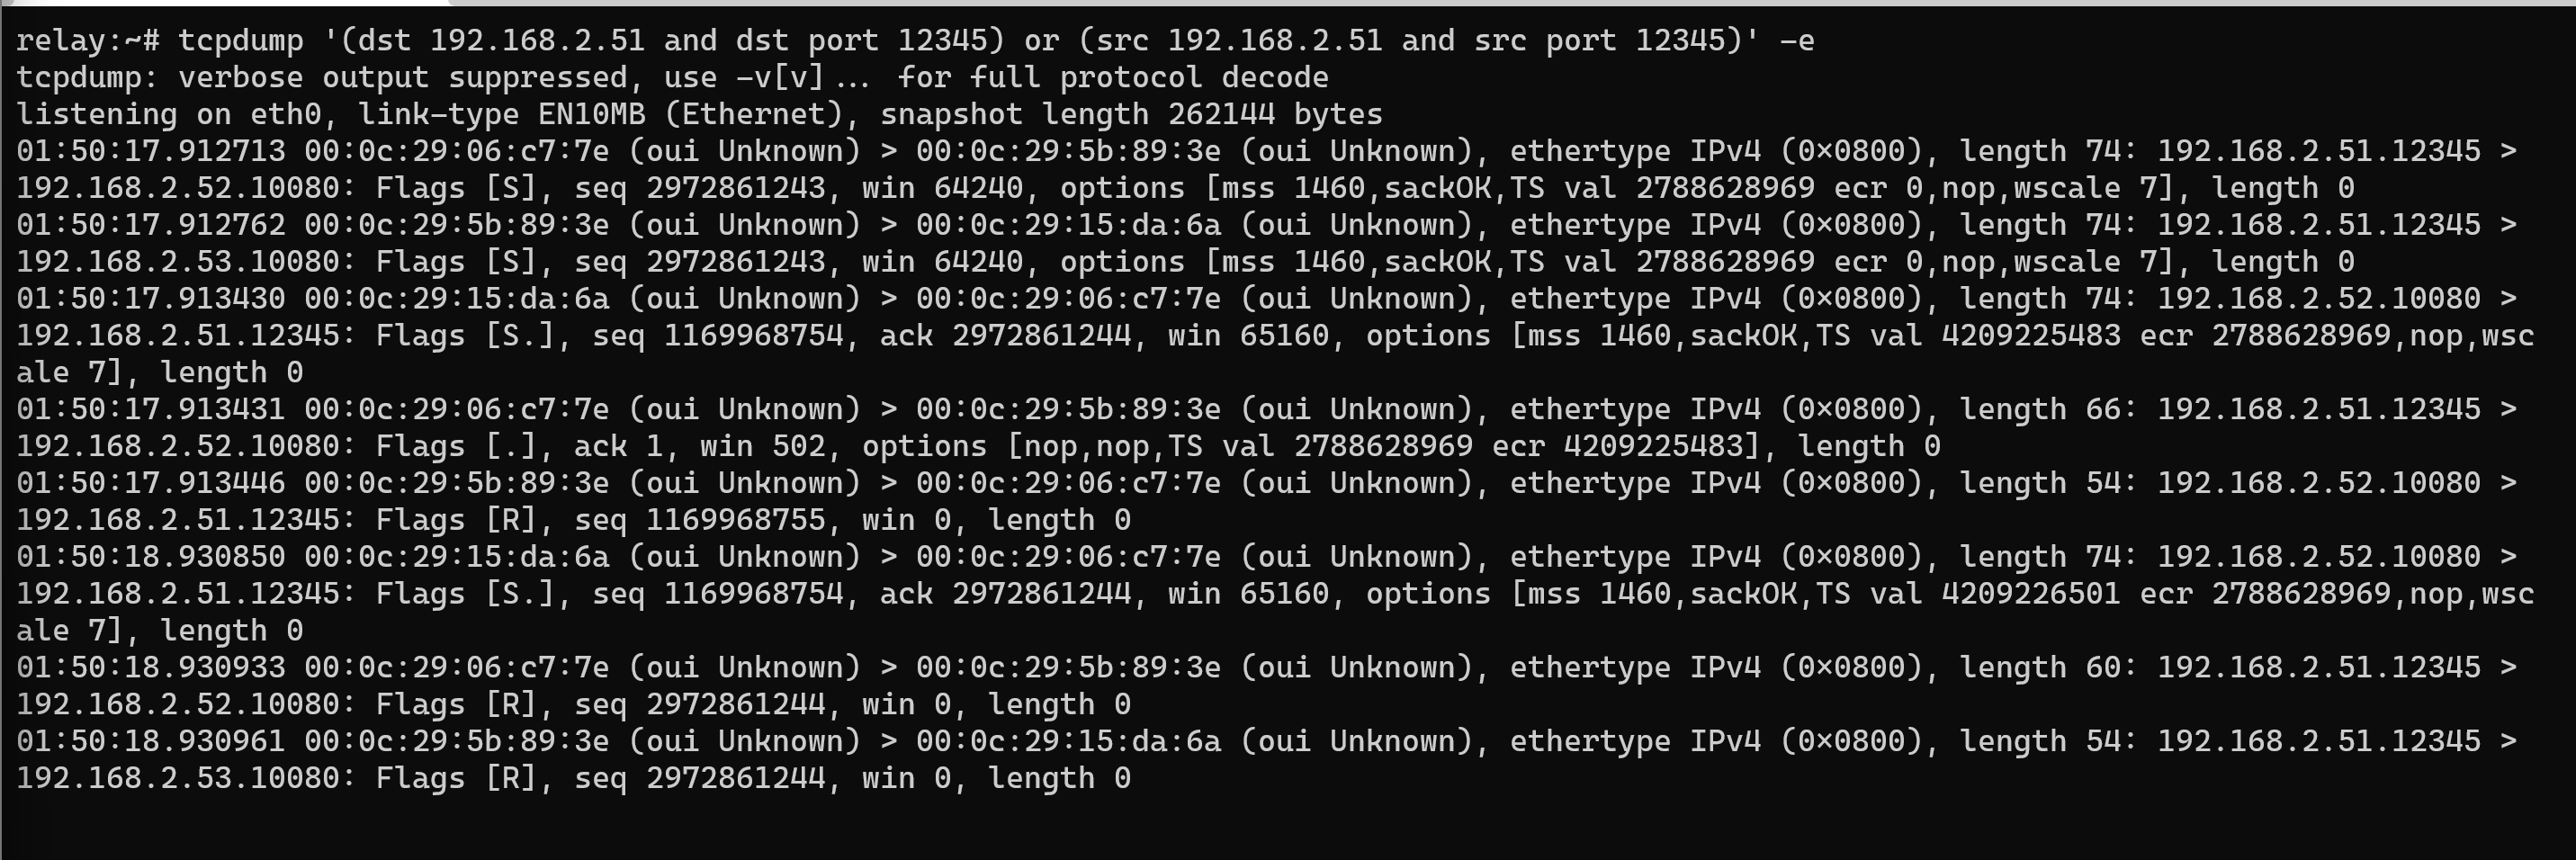 relay:~# tcpdump '(dst 192.168.2.51 and dst port 12345) or (src 192.168.2.51 and src port 12345)' -e
tcpdump: verbose output suppressed, use -v[v]... for full protocol decode
listening on eth0, link-type EN10MB (Ethernet), snapshot length 262144 bytes
01:50:17.912713 00:0c:29:06:c7:7e (oui Unknown) > 00:0c:29:5b:89:3e (oui Unknown), ethertype IPv4 (0x0800), length 74: 192.168.2.51.12345 >
192.168.2.52.10080: Flags [S], seq 2972861243, win 64240, options [mss 1460,sackOK,TS val 2788628969 ecr 0,nop,wscale 7], length 0
01:50:17.912762 00:0c:29:5b:89:3e (oui Unknown) > 00:0c:29:15:da:6a (oui Unknown), ethertype IPv4 (0x0800), length 74: 192.168.2.51.12345 >
192.168.2.53.10080: Flags [S], seq 2972861243, win 64240, options [mss 1460,sackOK,TS val 2788628969 ecr 0,nop,wscale 7], length 0
01:50:17.913430 00:0c:29:15:da:6a (oui Unknown) > 00:0c:29:06:c7:7e (oui Unknown), ethertype IPv4 (0x0800), length 74: 192.168.2.52.10080 >
192.168.2.51.12345: Flags [S.], seq 1169968754, ack 2972861244, win 65160, options [mss 1460,sackOK,TS val 4209225483 ecr 2788628969,nop,wsc
ale 7], length 0
01:50:17.913431 00:0c:29:06:c7:7e (oui Unknown) > 00:0c:29:5b:89:3e (oui Unknown), ethertype IPv4 (0x0800), length 66: 192.168.2.51.12345 >
192.168.2.52.10080: Flags [.], ack 1, win 502, options [nop,nop,TS val 2788628969 ecr 4209225483], length 0
01:50:17.913446 00:0c:29:5b:89:3e (oui Unknown) > 00:0c:29:06:c7:7e (oui Unknown), ethertype IPv4 (0x0800), length 54: 192.168.2.52.10080 >
192.168.2.51.12345: Flags [R], seq 1169968755, win 0, length 0
01:50:18.930850 00:0c:29:15:da:6a (oui Unknown) > 00:0c:29:06:c7:7e (oui Unknown), ethertype IPv4 (0x0800), length 74: 192.168.2.52.10080 >
192.168.2.51.12345: Flags [S.], seq 1169968754, ack 2972861244, win 65160, options [mss 1460,sackOK,TS val 4209226501 ecr 2788628969,nop,wsc
ale 7], length 0
01:50:18.930933 00:0c:29:06:c7:7e (oui Unknown) > 00:0c:29:5b:89:3e (oui Unknown), ethertype IPv4 (0x0800), length 60: 192.168.2.51.12345 >
192.168.2.52.10080: Flags [R], seq 2972861244, win 0, length 0
01:50:18.930961 00:0c:29:5b:89:3e (oui Unknown) > 00:0c:29:15:da:6a (oui Unknown), ethertype IPv4 (0x0800), length 54: 192.168.2.51.12345 >
192.168.2.53.10080: Flags [R], seq 2972861244, win 0, length 0